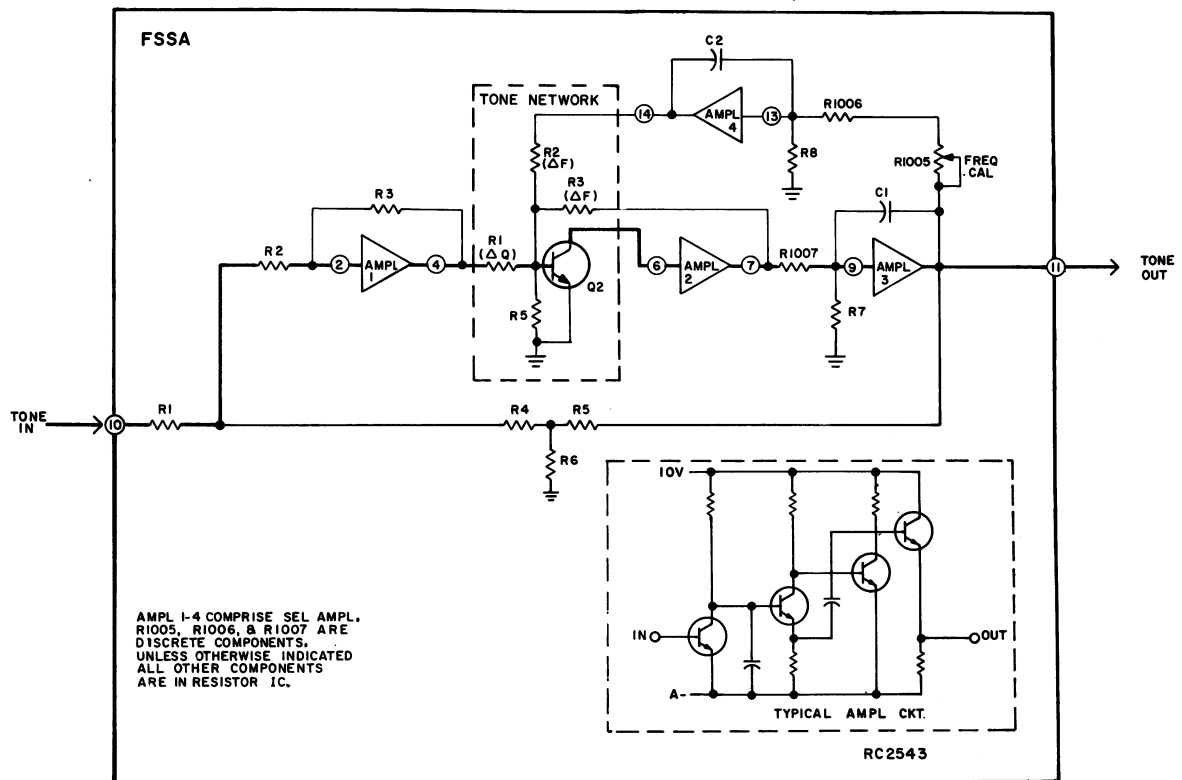 FSSA
C2
TONE NETWORK
14
AMPL
4
13
R1006
R2
(ΔF)
R8
R1005
FREQ
CAL
R3
R3
(ΔF)
C1
R2
2
AMPL
1
4
R1
(ΔQ)
Q2
6
AMPL
2
7
R1007
9
AMPL
3
11
TONE
OUT
R5
R7
TONE
IN
10
R1
R4
R5
R6
10V
IN
OUT
A-
TYPICAL AMPL CKT.
AMPL 1-4 COMPRISE SEL AMPL.
R1005, R1006, & R1007 ARE
DISCRETE COMPONENTS.
UNLESS OTHERWISE INDICATED
ALL OTHER COMPONENTS
ARE IN RESISTOR IC.
RC2543